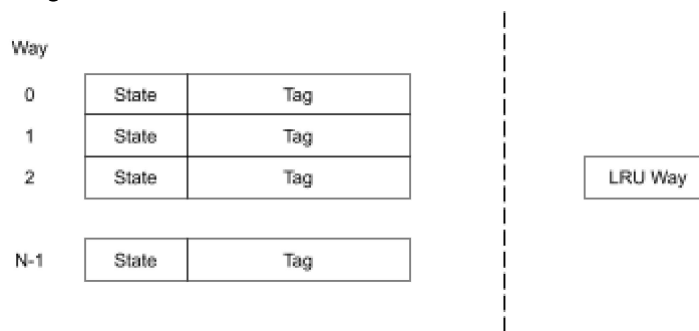 Way
0 State Tag
1 State Tag
2 State Tag LRU Way
N-1 State Tag